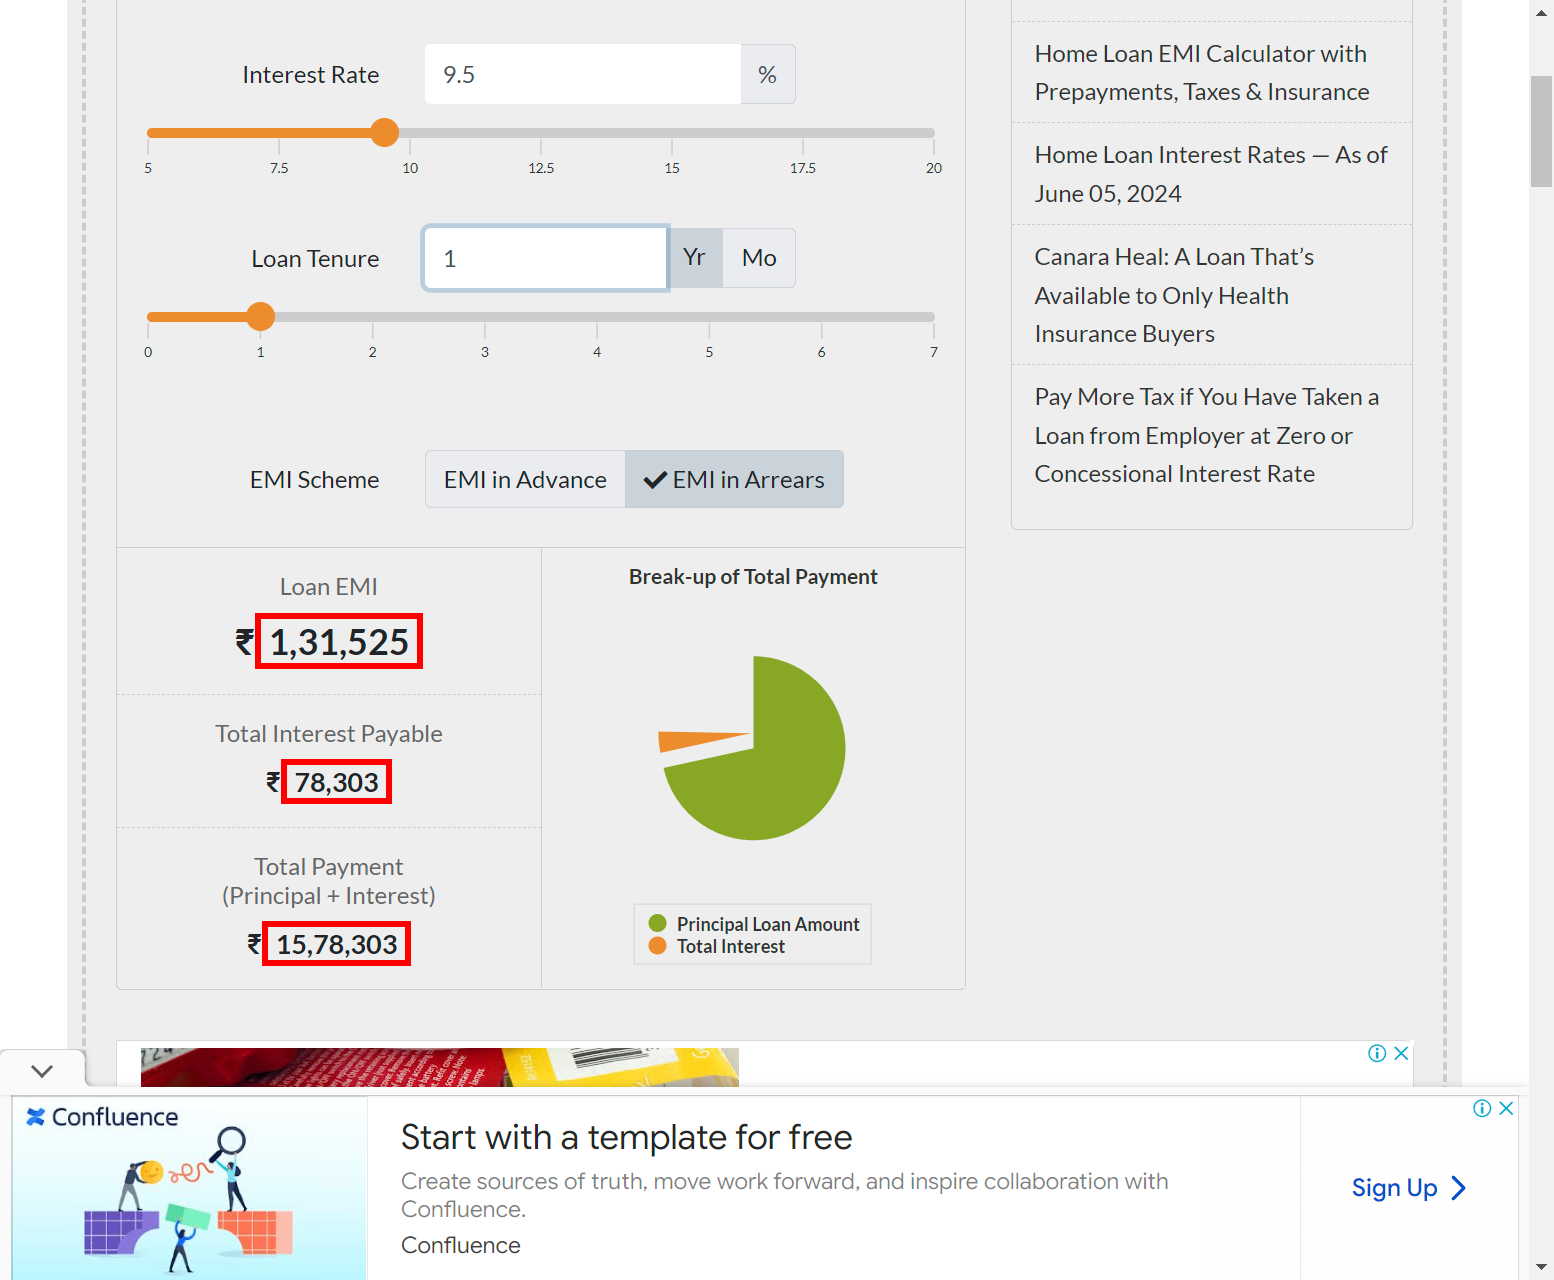 Interest Rate
9.5
%
5 7.5 10 12.5 15 17.5 20
Loan Tenure
1
Yr
Mo
0 1 2 3 4 5 6 7
EMI Scheme
EMI in Advance
EMI in Arrears
Loan EMI
₹ 1,31,525
Total Interest Payable
₹ 78,303
Total Payment
(Principal + Interest)
₹ 15,78,303
Break-up of Total Payment
Principal Loan Amount
Total Interest
Home Loan EMI Calculator with
Prepayments, Taxes & Insurance
Home Loan Interest Rates — As of
June 05, 2024
Canara Heal: A Loan That's
Available to Only Health
Insurance Buyers
Pay More Tax if You Have Taken a
Loan from Employer at Zero or
Concessional Interest Rate
Confluence
Start with a template for free
Create sources of truth, move work forward, and inspire collaboration with
Confluence.
Confluence
Sign Up